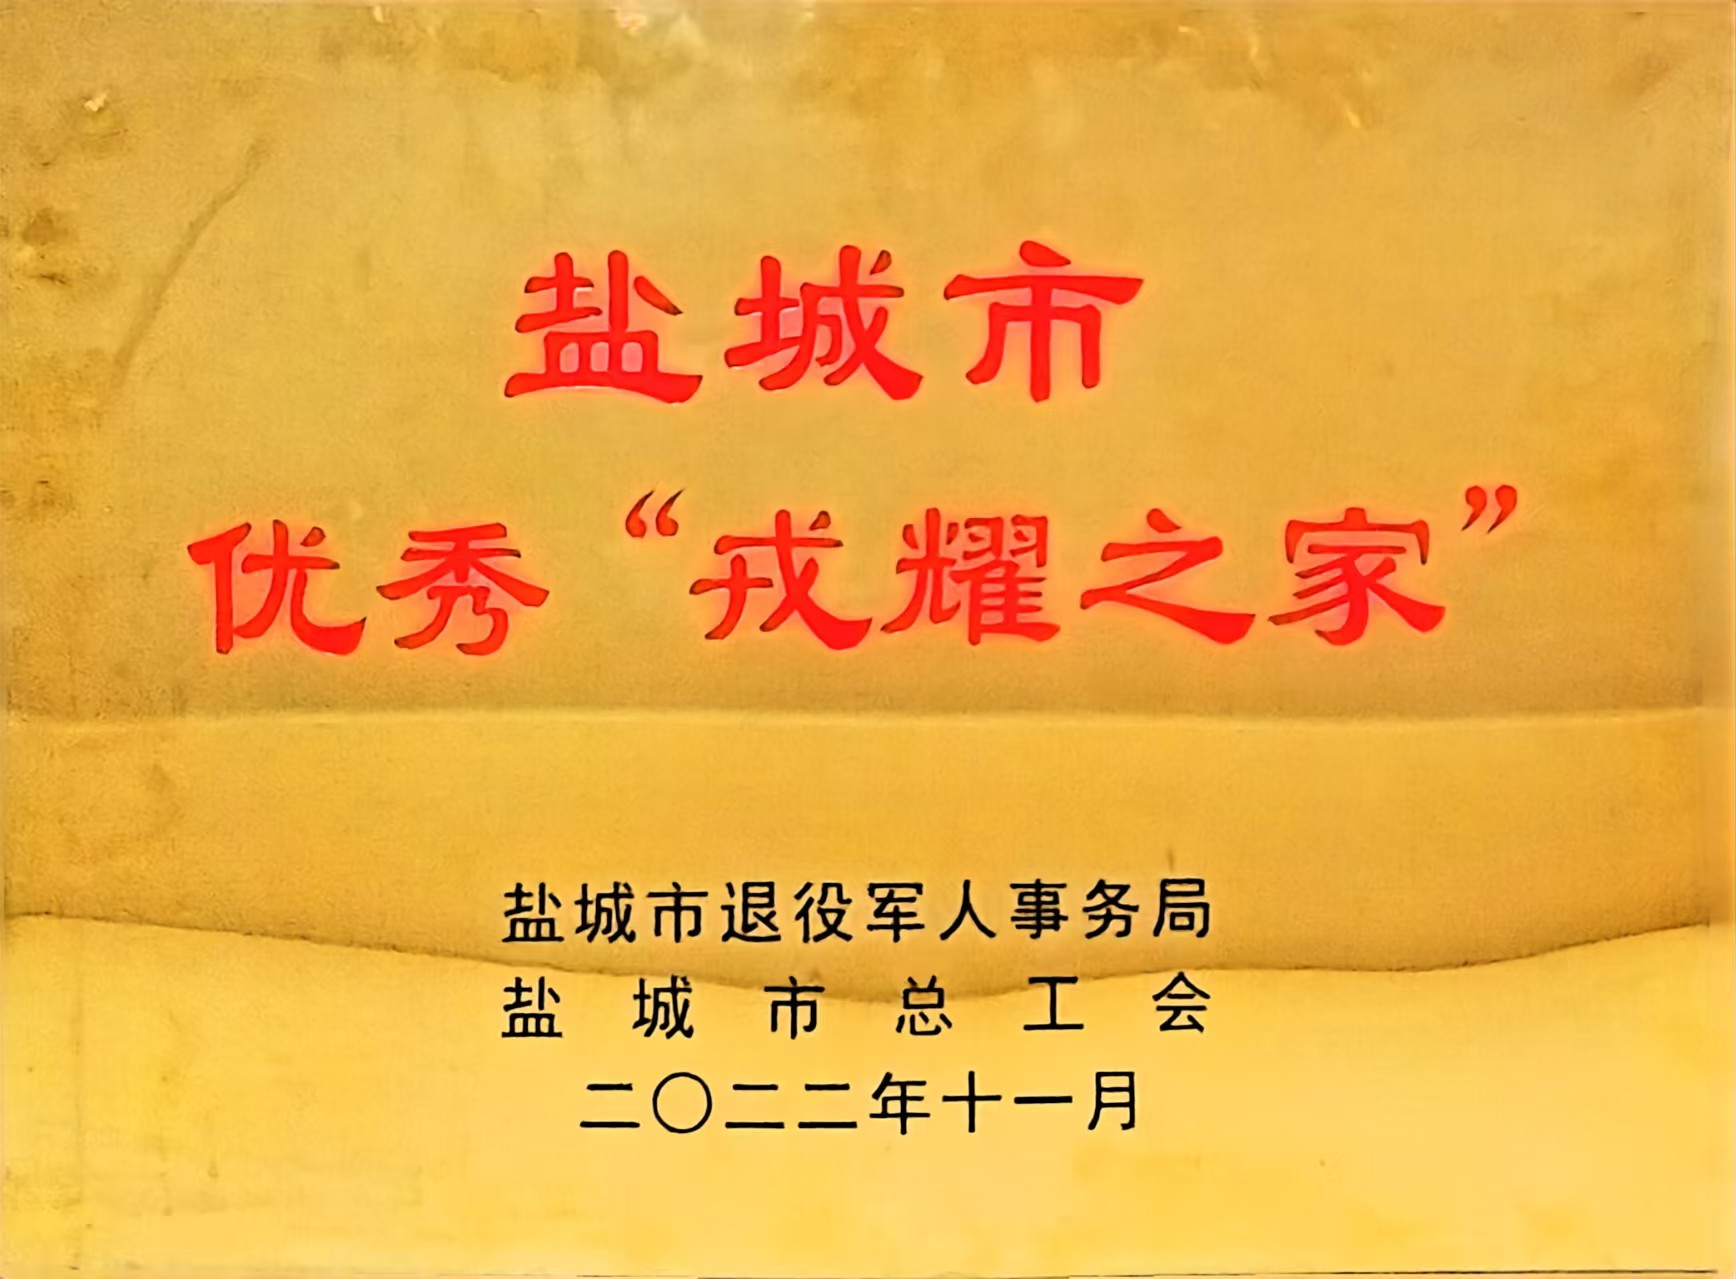 盐城市
优秀“戎耀之家”
盐城市退役军人事务局
盐城市总工会
二〇二二年十一月